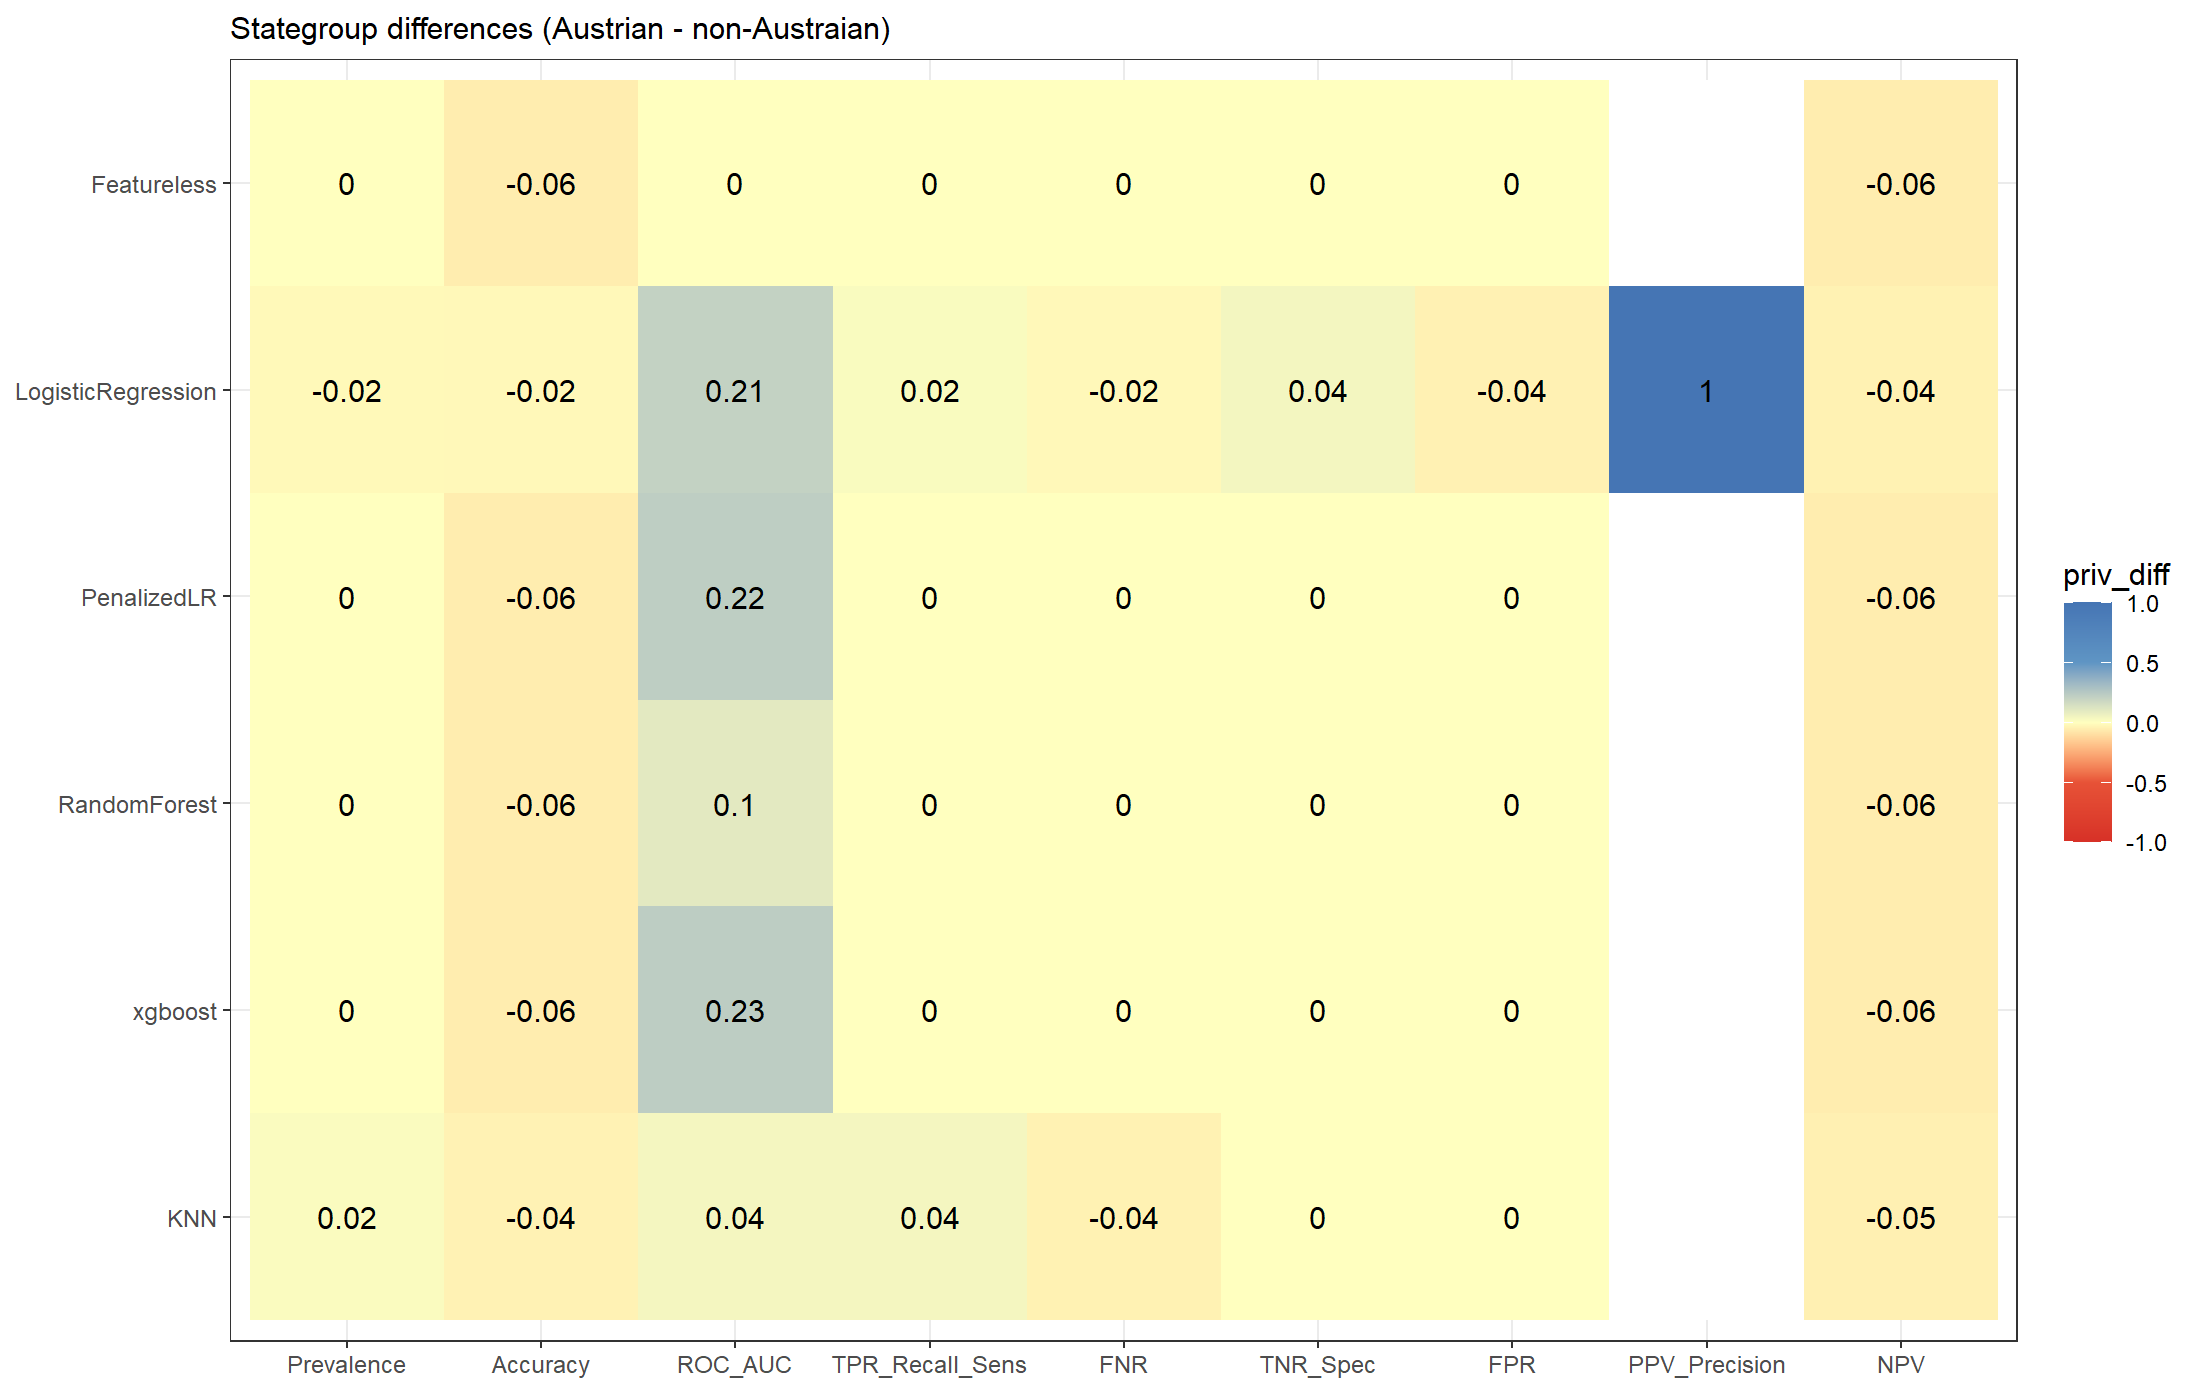 Stategroup differences (Austrian - non-Austraian)
Featureless 0 -0.06 0 0 0 0 0 -0.06
LogisticRegression -0.02 -0.02 0.21 0.02 -0.02 0.04 -0.04 1 -0.04
PenalizedLR 0 -0.06 0.22 0 0 0 0 -0.06
RandomForest 0 -0.06 0.1 0 0 0 0 -0.06
xgboost 0 -0.06 0.23 0 0 0 0 -0.06
KNN 0.02 -0.04 0.04 0.04 -0.04 0 0 -0.05
Prevalence Accuracy ROC_AUC TPR_Recall_Sens FNR TNR_Spec FPR PPV_Precision NPV
priv_diff
1.0
0.5
0.0
-0.5
-1.0